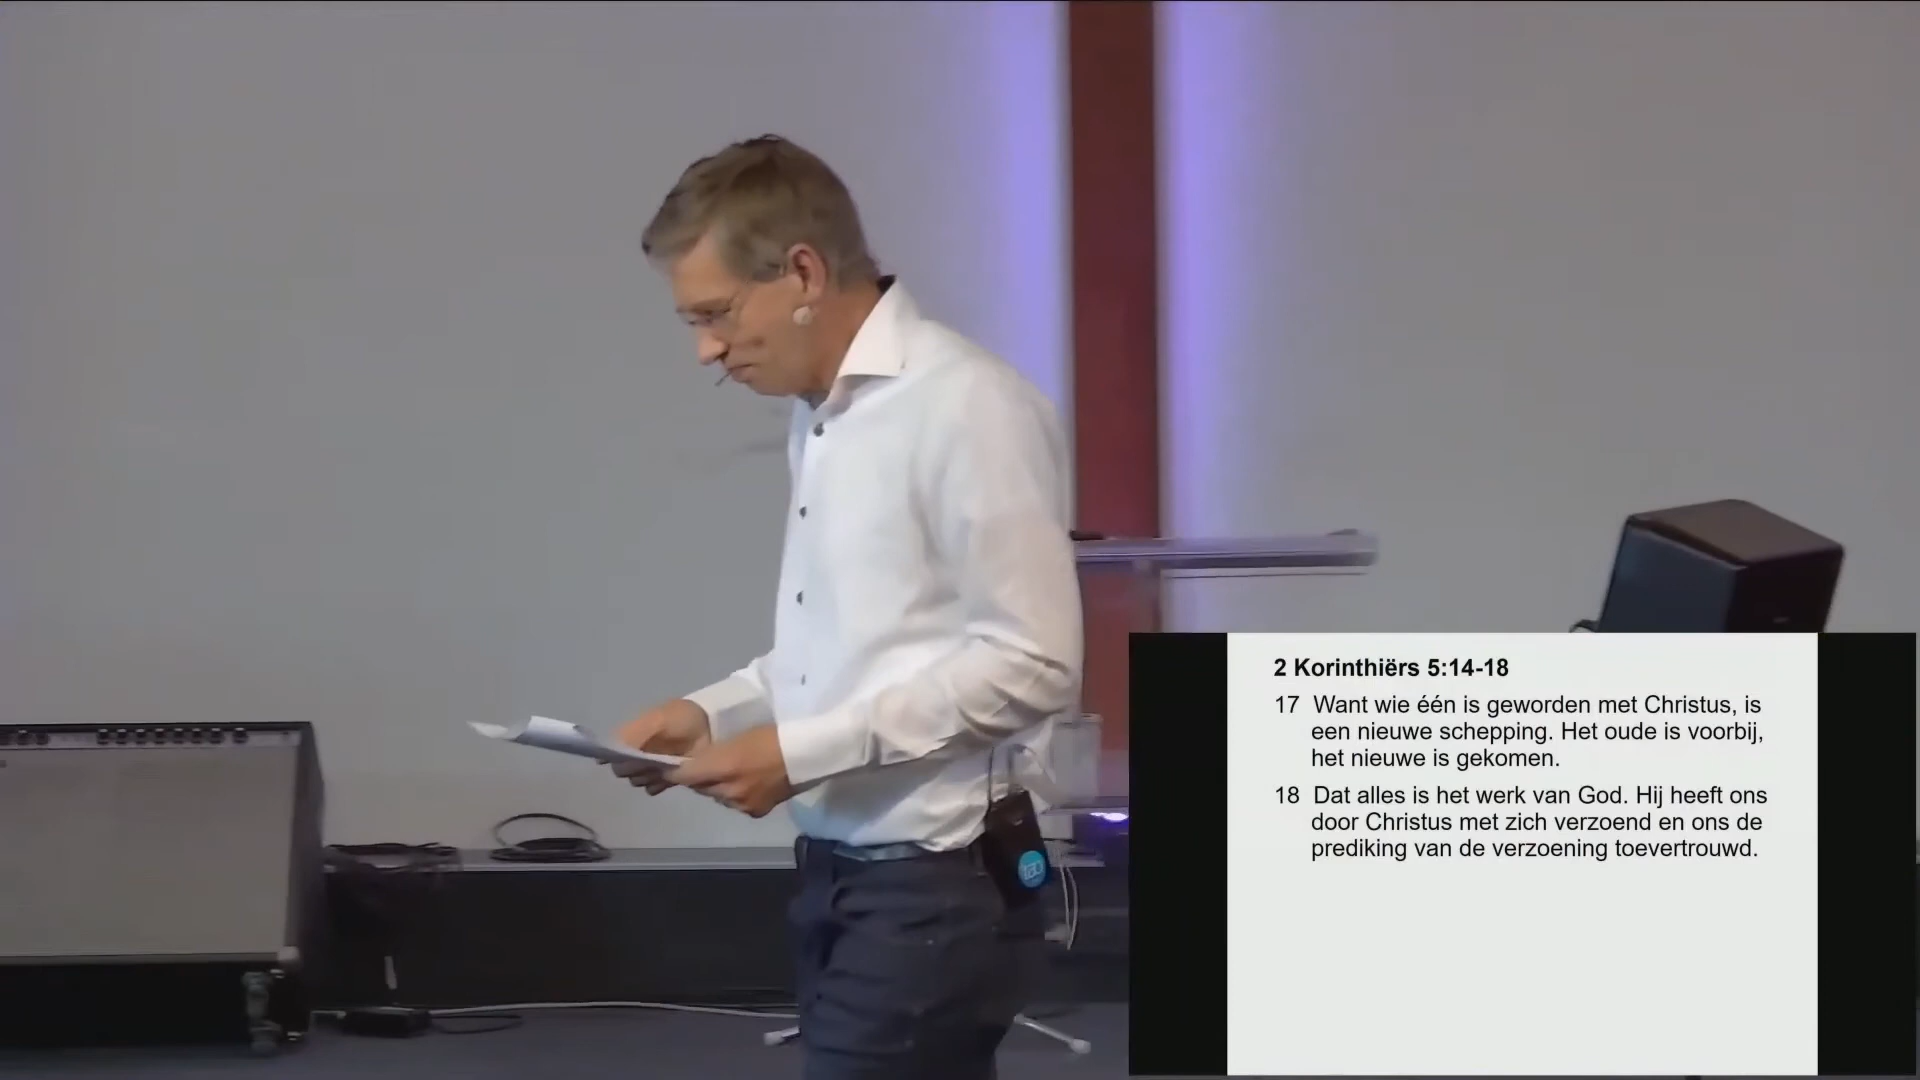 2 Korinthiërs 5:14-18
17 Want wie één is geworden met Christus, is
een nieuwe schepping. Het oude is voorbij,
het nieuwe is gekomen.
18 Dat alles is het werk van God. Hij heeft ons
door Christus met zich verzoend en ons de
prediking van de verzoening toevertrouwd.